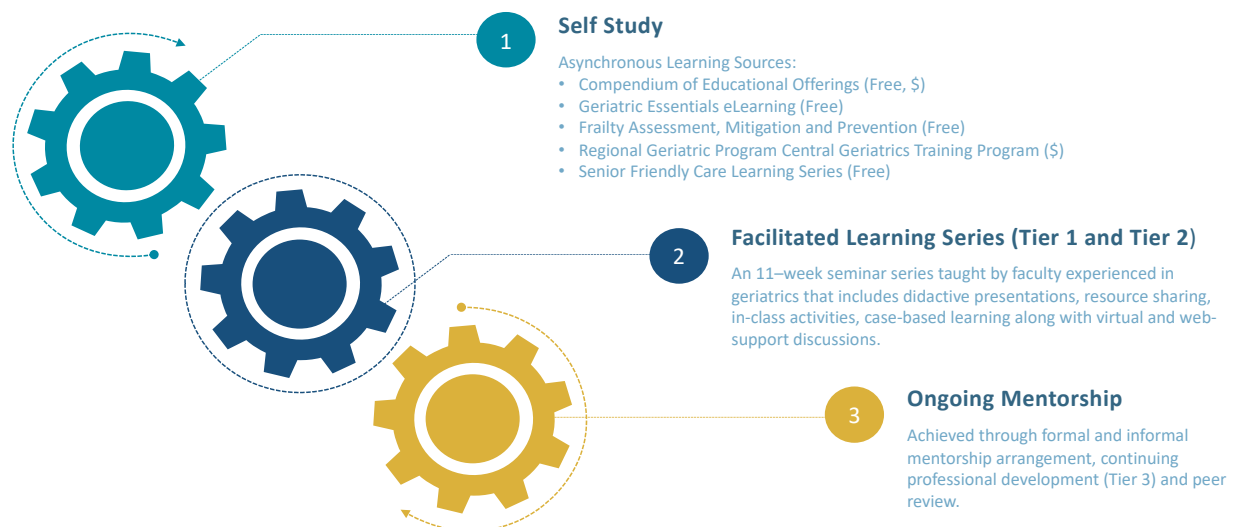 1
Self Study
Asynchronous Learning Sources:
• Compendium of Educational Offerings (Free, $)
• Geriatric Essentials eLearning (Free)
• Frailty Assessment, Mitigation and Prevention (Free)
• Regional Geriatric Program Central Geriatrics Training Program ($)
• Senior Friendly Care Learning Series (Free)
2
Facilitated Learning Series (Tier 1 and Tier 2)
An 11–week seminar series taught by faculty experienced in
geriatrics that includes didactive presentations, resource sharing,
in-class activities, case-based learning along with virtual and web-
support discussions.
3
Ongoing Mentorship
Achieved through formal and informal
mentorship arrangement, continuing
professional development (Tier 3) and peer
review.